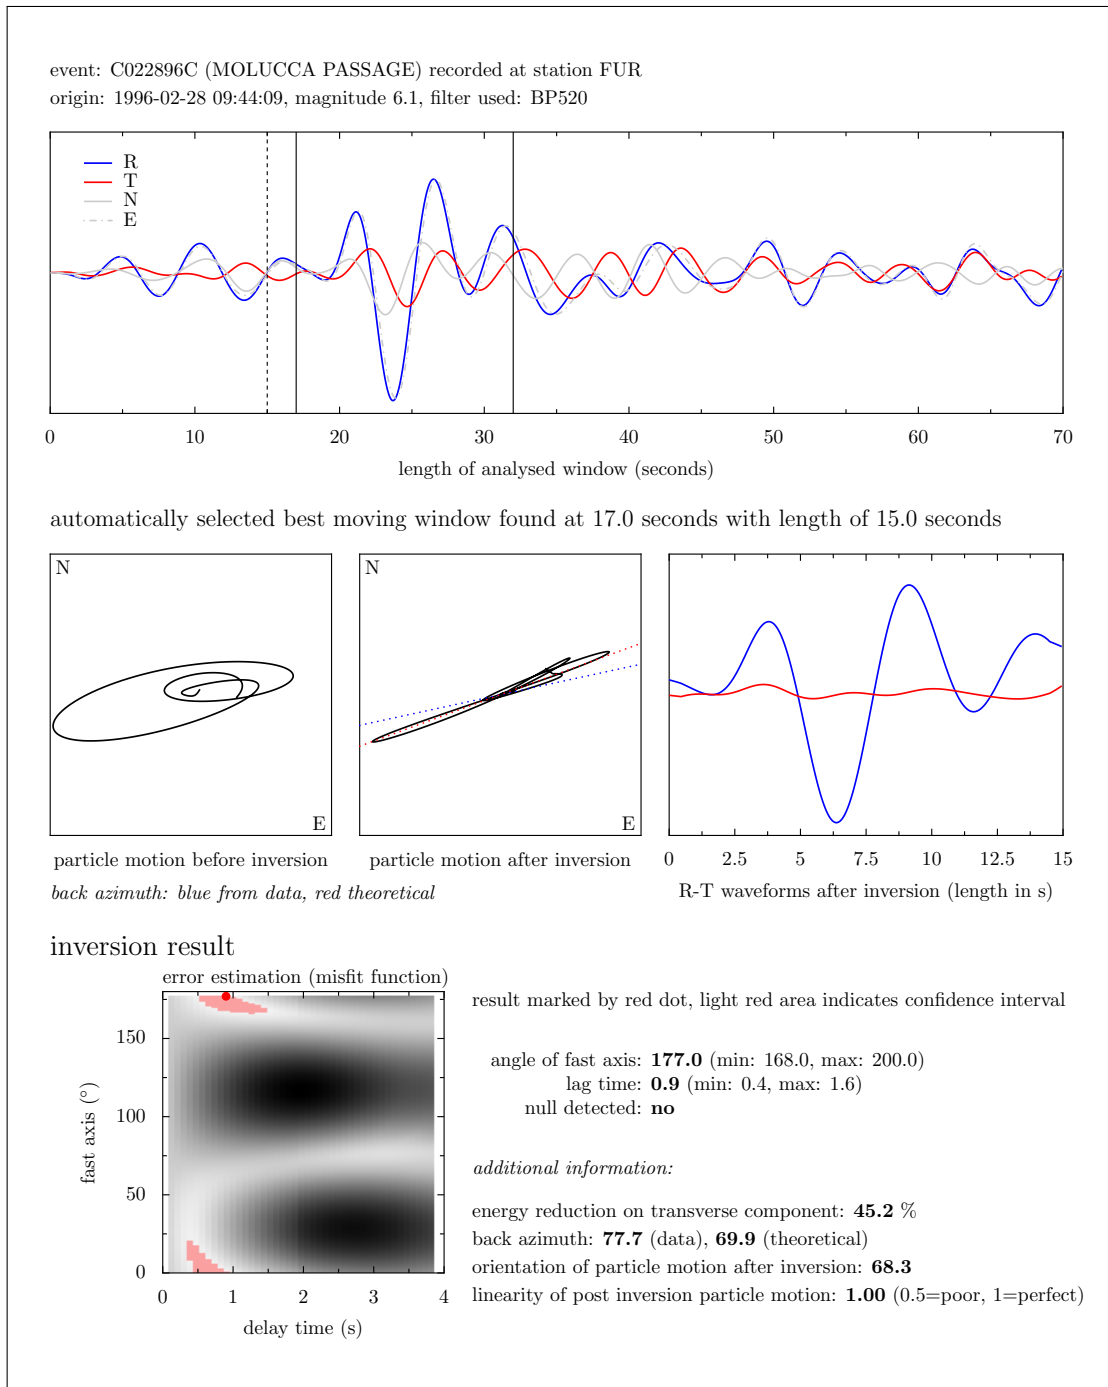 event: C022896C (MOLUCCA PASSAGE) recorded at station FUR
origin: 1996-02-28 09:44:09, magnitude 6.1, filter used: BP520
R
T
N
E
0 10 20 30 40 50 60 70
length of analysed window (seconds)
automatically selected best moving window found at 17.0 seconds with length of 15.0 seconds
N
E
N
E
particle motion before inversion
particle motion after inversion
0 2.5 5 7.5 10 12.5 15
back azimuth: blue from data, red theoretical
R-T waveforms after inversion (length in s)
inversion result
error estimation (misfit function)
150
100
50
0
fast axis (°)
0 1 2 3 4
delay time (s)
result marked by red dot, light red area indicates confidence interval
angle of fast axis: 177.0 (min: 168.0, max: 200.0)
lag time: 0.9 (min: 0.4, max: 1.6)
null detected: no
additional information:
energy reduction on transverse component: 45.2 %
back azimuth: 77.7 (data), 69.9 (theoretical)
orientation of particle motion after inversion: 68.3
linearity of post inversion particle motion: 1.00 (0.5=poor, 1=perfect)